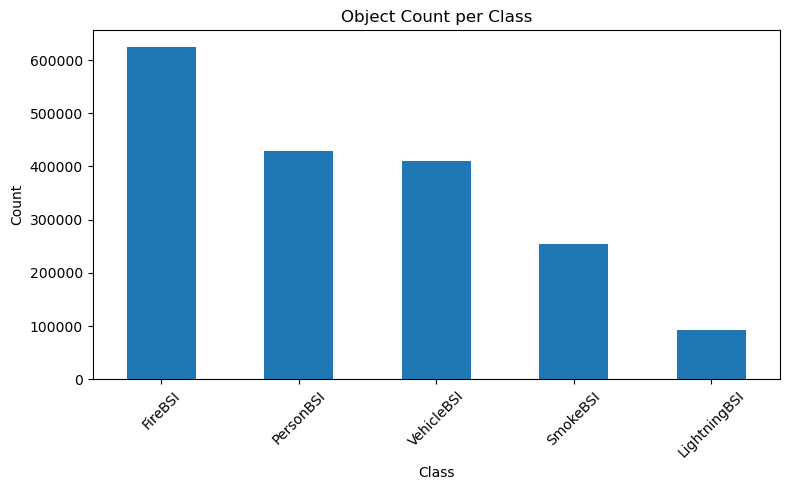 Object Count per Class
Count
600000
500000
400000
300000
200000
100000
0
FireBSI
PersonBSI
VehicleBSI
SmokeBSI
LightningBSI
Class